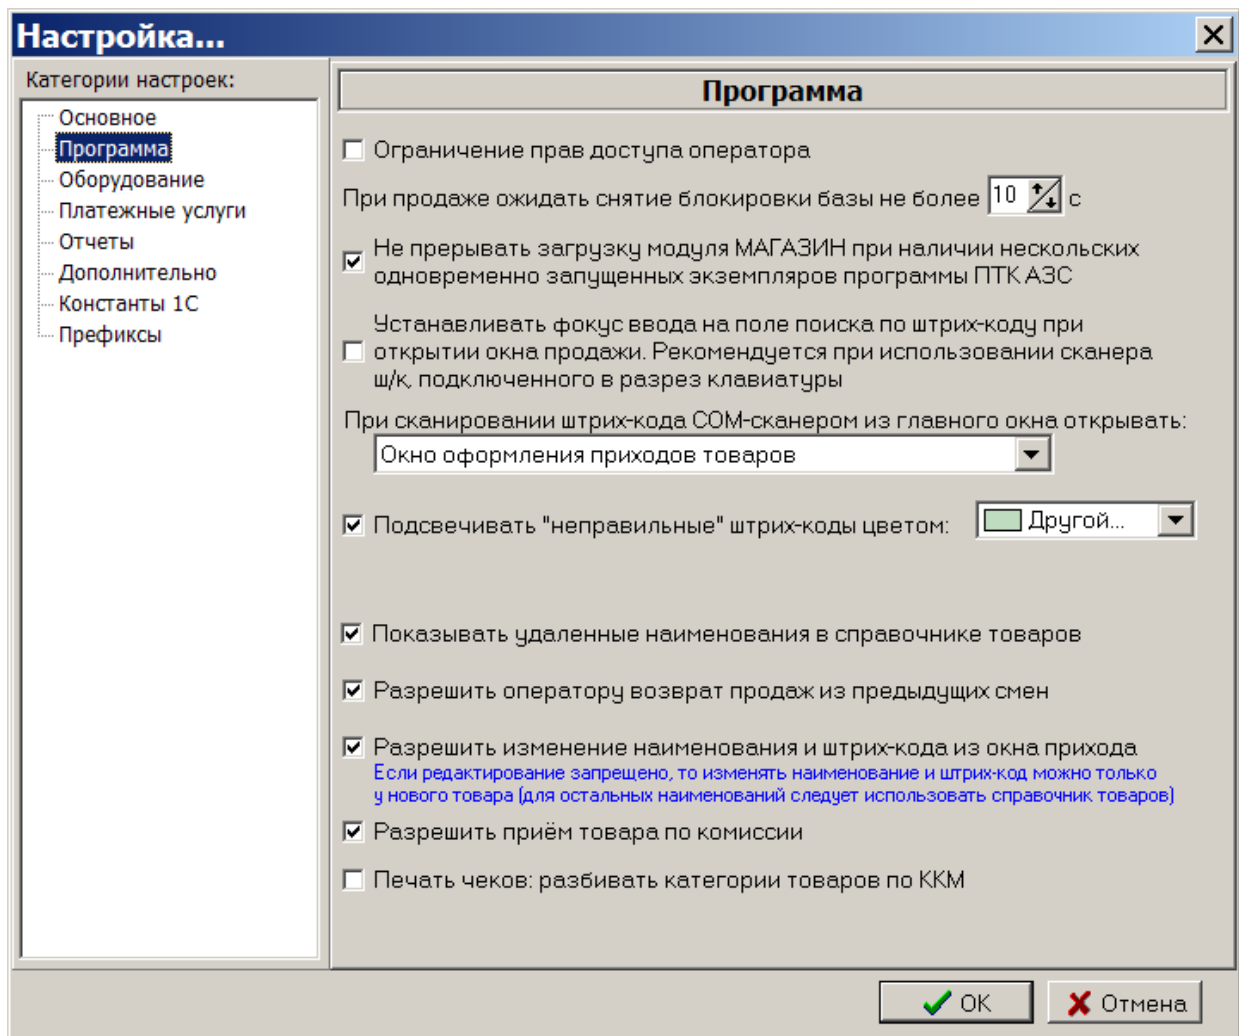 Настройка...
Категории настроек:
Основное
Программа
Оборудование
Платежные услуги
Отчеты
Дополнительно
Константы 1С
Префиксы
Программа
Ограничение прав доступа оператора
При продаже ожидать снятие блокировки базы не более 10 с
Не прерывать загрузку модуля МАГАЗИН при наличии нескольских
одновременно запущенных экземпляров программы ПТК АЗС
Устанавливать фокус ввода на поле поиска по штрих-коду при
открытии окна продажи. Рекомендуется при использовании сканера
ш/к, подключенного в разрез клавиатуры
При сканировании штрих-кода COM-сканером из главного окна открывать:
Окно оформления приходов товаров
Подсвечивать "неправильные" штрих-коды цветом: Другой...
Показывать удаленные наименования в справочнике товаров
Разрешить оператору возврат продаж из предыдущих смен
Разрешить изменение наименования и штрих-кода из окна прихода
Если редактирование запрещено, то изменять наименование и штрих-код можно только
у нового товара (для остальных наименований следует использовать справочник товаров)
Разрешить приём товара по комиссии
Печать чеков: разбивать категории товаров по ККМ
OK
Отмена